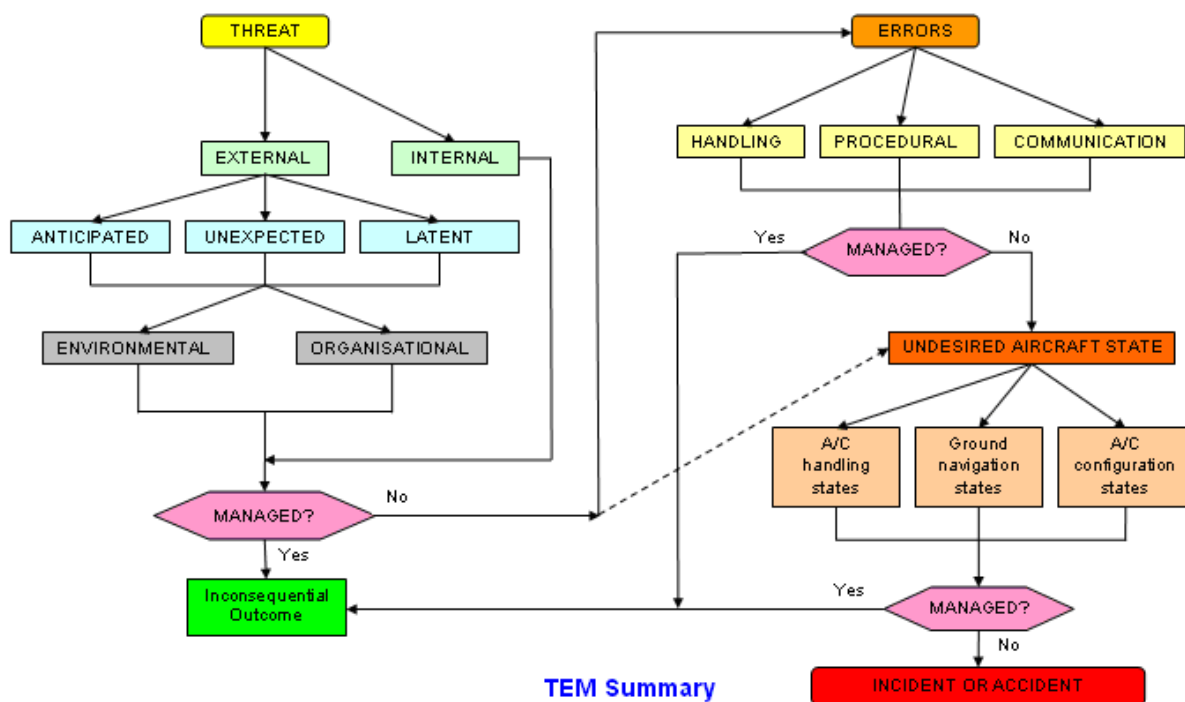 THREAT
ERRORS
HANDLING
PROCEDURAL
COMMUNICATION
EXTERNAL
INTERNAL
ANTICIPATED
UNEXPECTED
LATENT
Yes
MANAGED?
No
ENVIRONMENTAL
ORGANISATIONAL
UNDESIRED AIRCRAFT STATE
A/C
handling
states
Ground
navigation
states
A/C
configuration
states
No
MANAGED?
Yes
Inconsequential
Outcome
Yes
MANAGED?
No
TEM Summary
INCIDENT OR ACCIDENT